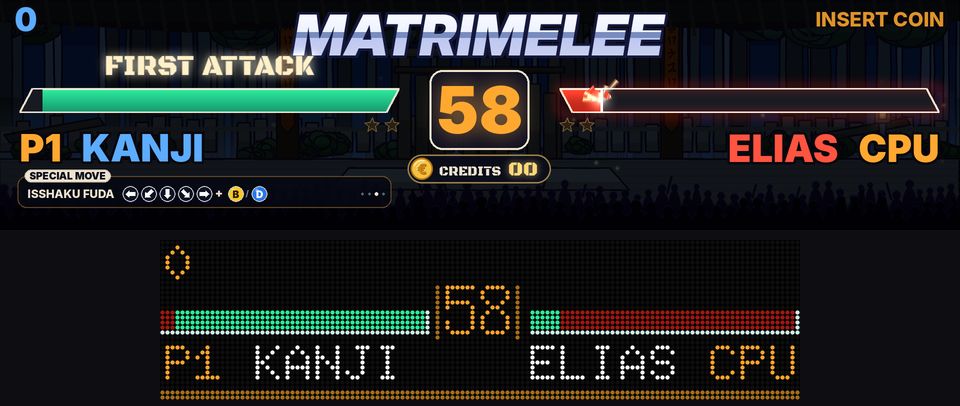 0
MATRIMELEE
INSERT COIN
FIRST ATTACK
58
P1 KANJI
ELIAS CPU
CREDITS 00
SPECIAL MOVE
ISSHAKU FUDA + B / D
0
58
P1 KANJI
ELIAS CPU